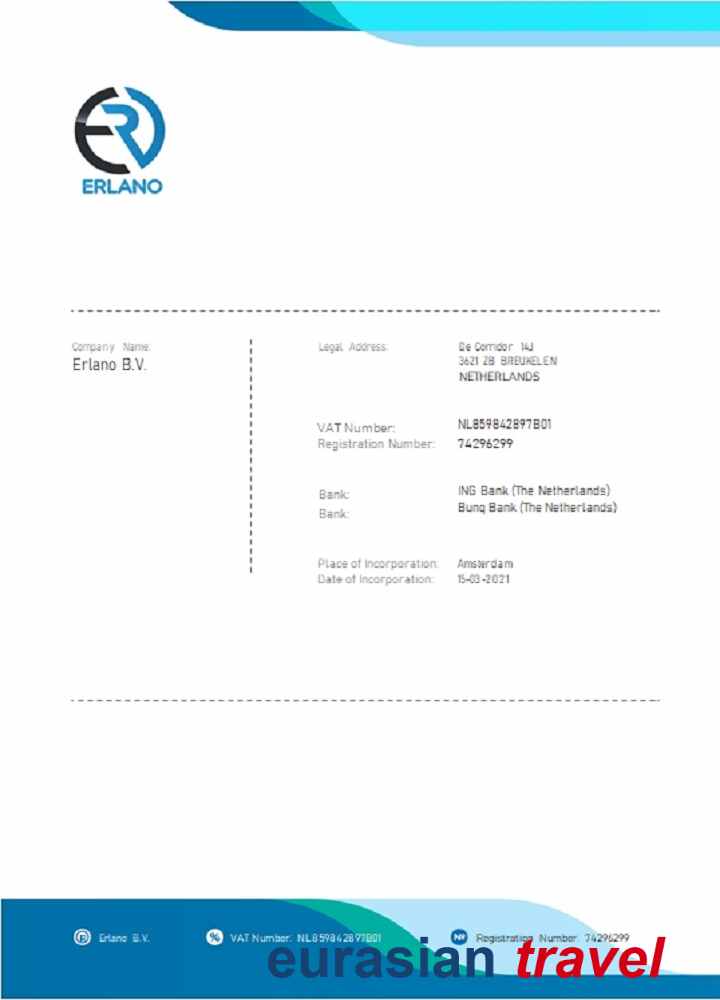 ERLANO
Company Name:
Erlano B.V.
Legal Address:
De Corridor 14J
3621 ZB BREUKELEN
NETHERLANDS
VAT Number:
NL859842897B01
Registration Number:
74296299
Bank:
ING Bank (The Netherlands)
Bank:
Bunq Bank (The Netherlands)
Place of Incorporation:
Amsterdam
Date of Incorporation:
15-03-2021
Erlano B.V.
% VAT Number: NL859842897B01
Registration Number: 74296299
eurasian travel